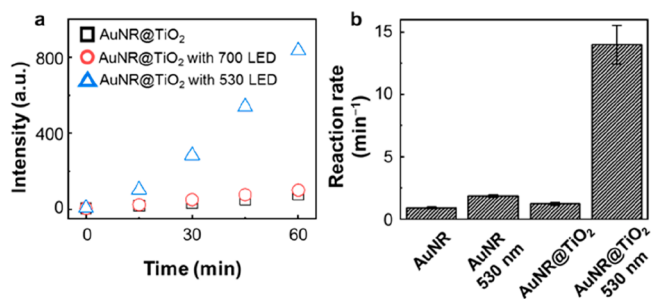 a
AuNR@TiO₂
AuNR@TiO₂ with 700 LED
AuNR@TiO₂ with 530 LED
800
400
0
Intensity (a.u.)
0
30
60
Time (min)
b
15
10
5
0
Reaction rate
(min⁻¹)
AuNR
AuNR
530 nm
AuNR@TiO₂
AuNR@TiO₂
530 nm